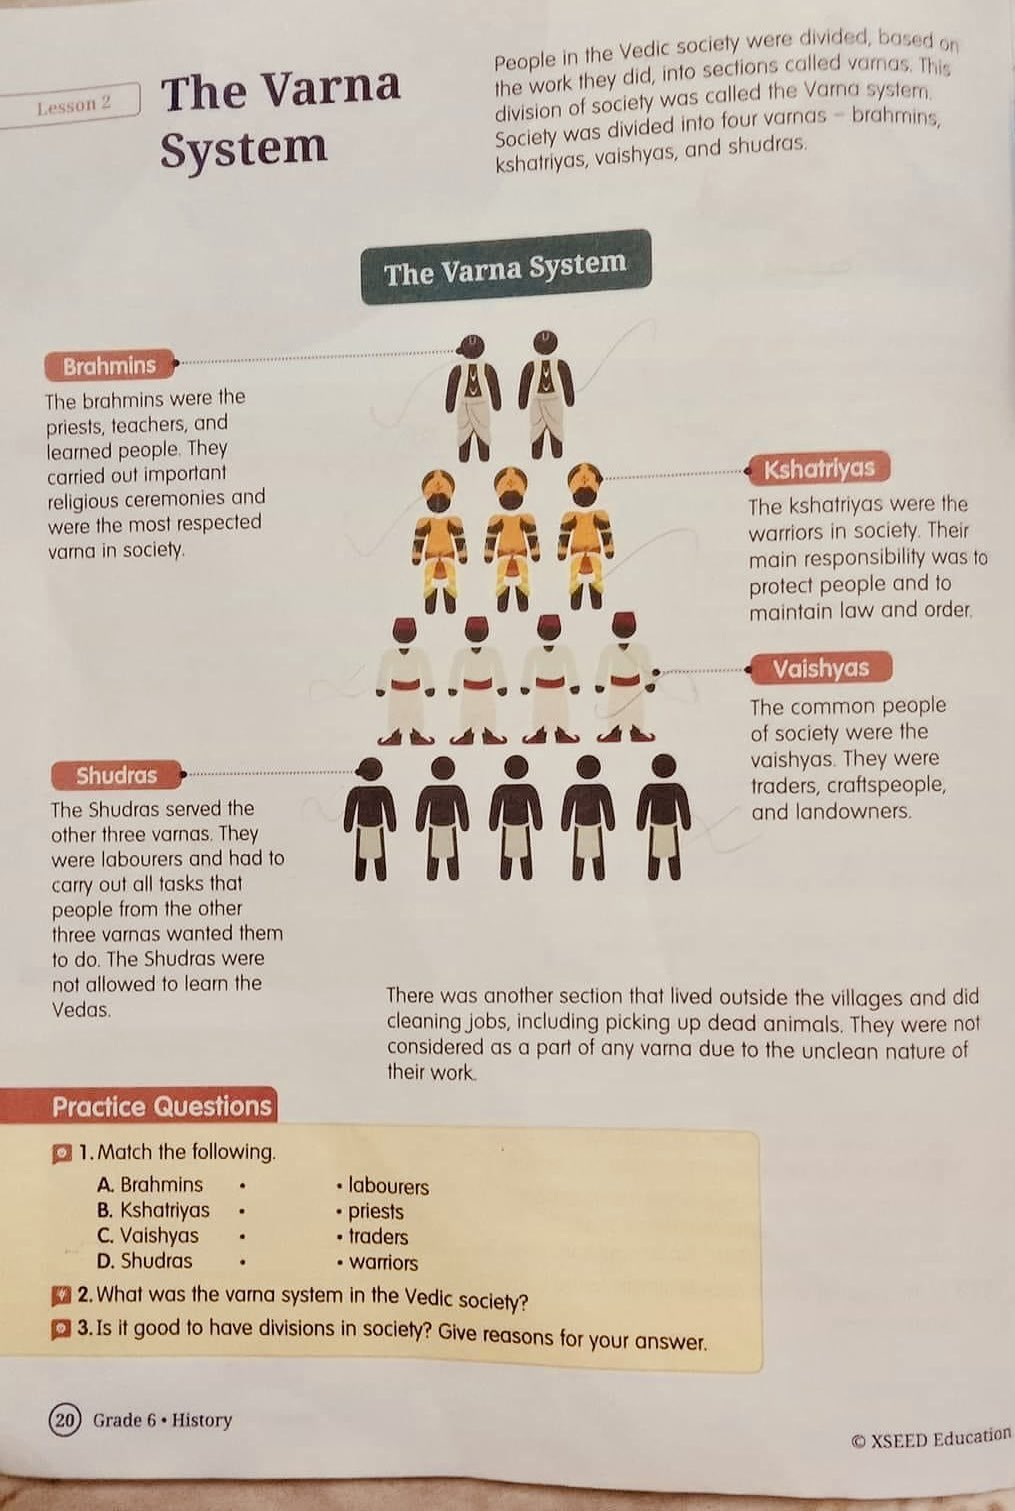 Lesson 2
The Varna
System
People in the Vedic society were divided, based on
the work they did, into sections called varnas. This
division of society was called the Varna system.
Society was divided into four varnas – brahmins,
kshatriyas, vaishyas, and shudras.
The Varna System
Brahmins
The brahmins were the
priests, teachers, and
learned people. They
carried out important
religious ceremonies and
were the most respected
varna in society.
Kshatriyas
The kshatriyas were the
warriors in society. Their
main responsibility was to
protect people and to
maintain law and order.
Vaishyas
The common people
of society were the
vaishyas. They were
traders, craftspeople,
and landowners.
Shudras
The Shudras served the
other three varnas. They
were labourers and had to
carry out all tasks that
people from the other
three varnas wanted them
to do. The Shudras were
not allowed to learn the
Vedas.
There was another section that lived outside the villages and did
cleaning jobs, including picking up dead animals. They were not
considered as a part of any varna due to the unclean nature of
their work.
Practice Questions
1. Match the following.
A. Brahmins • • labourers
B. Kshatriyas • • priests
C. Vaishyas • • traders
D. Shudras • • warriors
2. What was the varna system in the Vedic society?
3. Is it good to have divisions in society? Give reasons for your answer.
20 Grade 6 • History
© XSEED Education